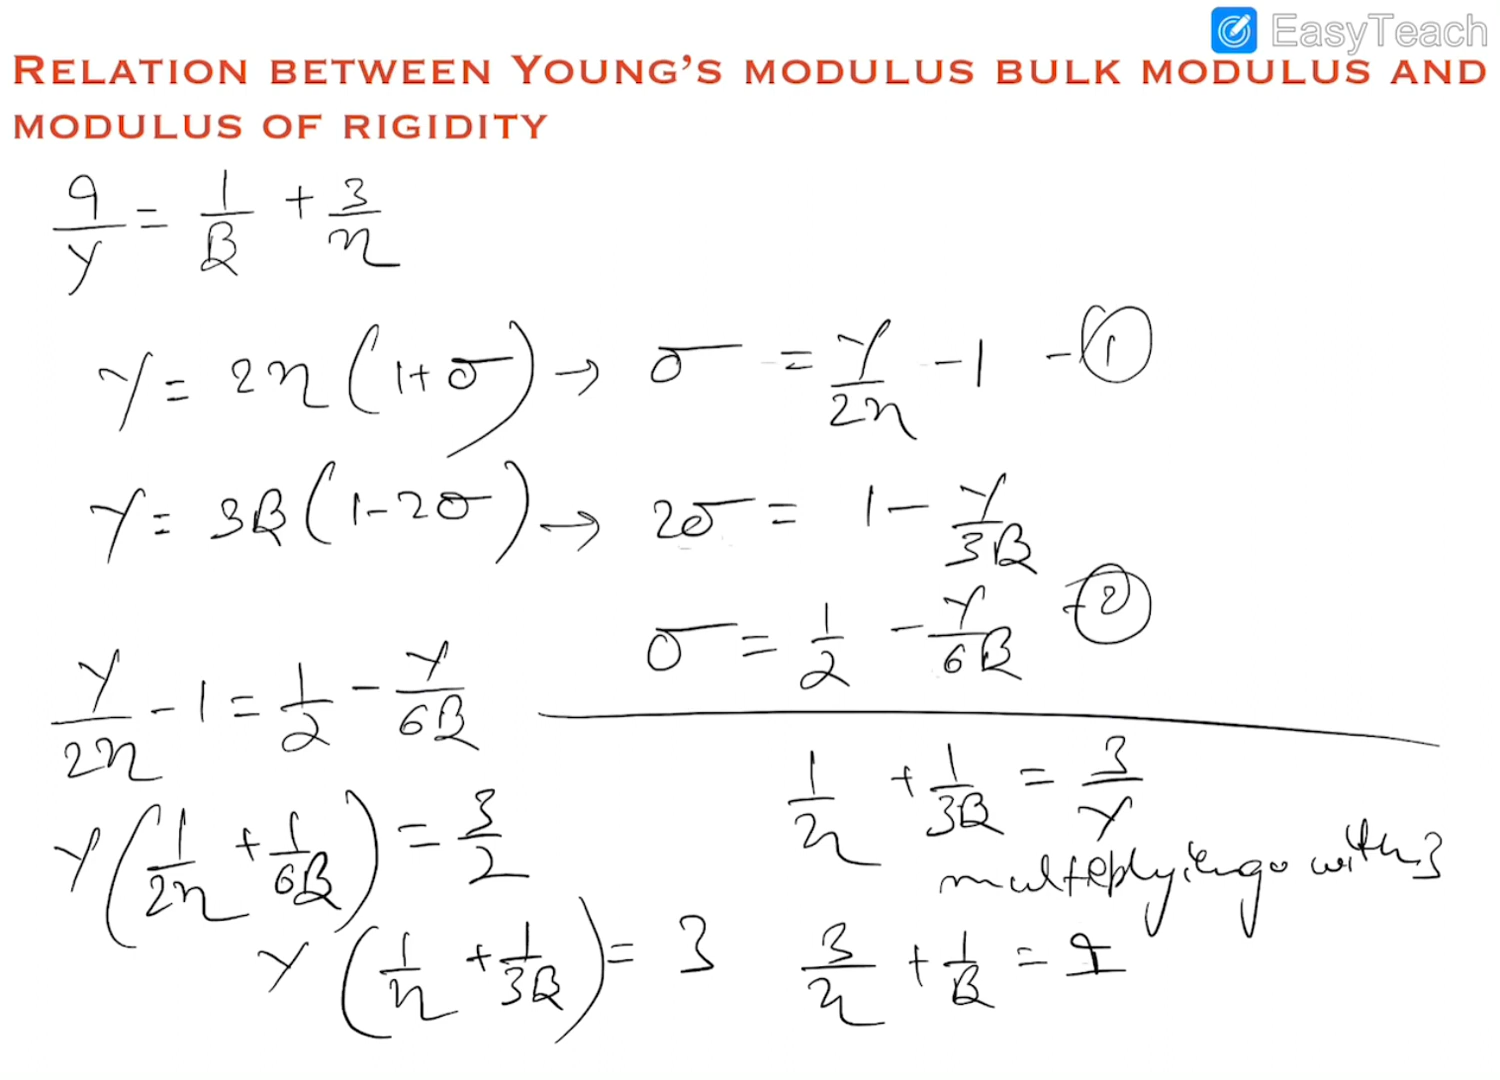 EasyTeach
RELATION BETWEEN YOUNG'S MODULUS BULK MODULUS AND
MODULUS OF RIGIDITY
9/Y = 1/B + 3/η
Y = 2η (1+σ) → σ = Y/2η - 1 - ①
Y = 3B (1-2σ) → 2σ = 1 - Y/3B
σ = 1/2 - Y/6B - ②
Y/2η - 1 = 1/2 - Y/6B
Y (1/2η + 1/6B) = 3/2
Y (1/η + 1/3B) = 3
1/η + 1/3B = 3/Y
with 3
3/η + 1/B = 9